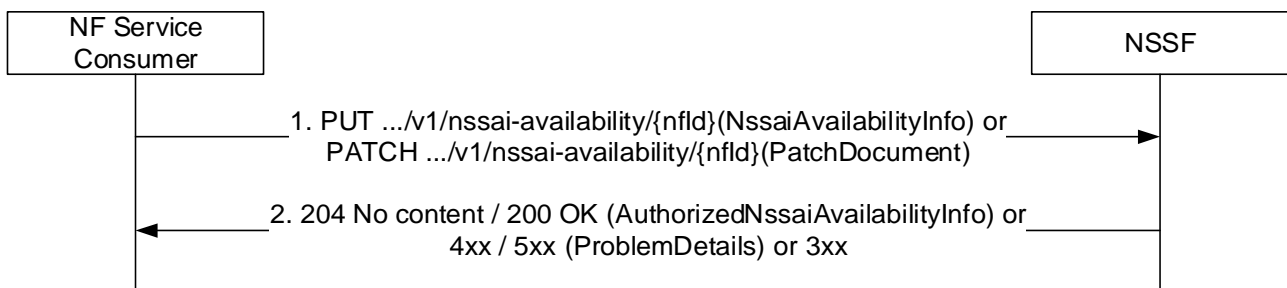 NF Service
Consumer
NSSF
1. PUT .../v1/nssai-availability/{nfId}(NssaiAvailabilityInfo) or
PATCH .../v1/nssai-availability/{nfId}(PatchDocument)
2. 204 No content / 200 OK (AuthorizedNssaiAvailabilityInfo) or
4xx / 5xx (ProblemDetails) or 3xx